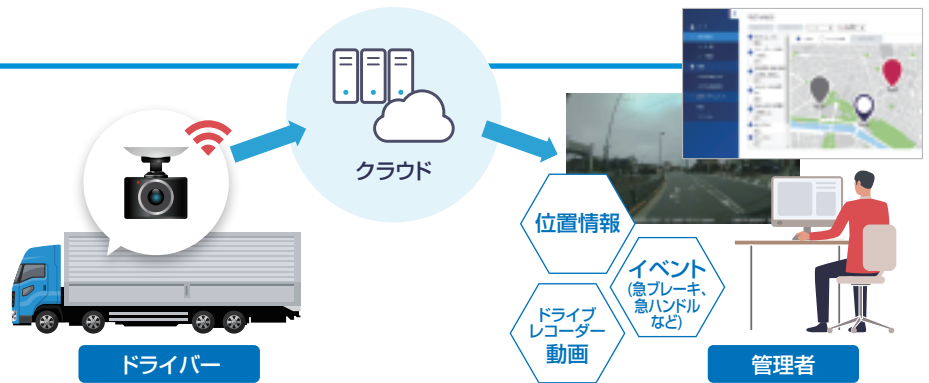 クラウド
位置情報
イベント
(急ブレーキ、
急ハンドル
など)
ドライブ
レコーダー
動画
ドライバー
管理者